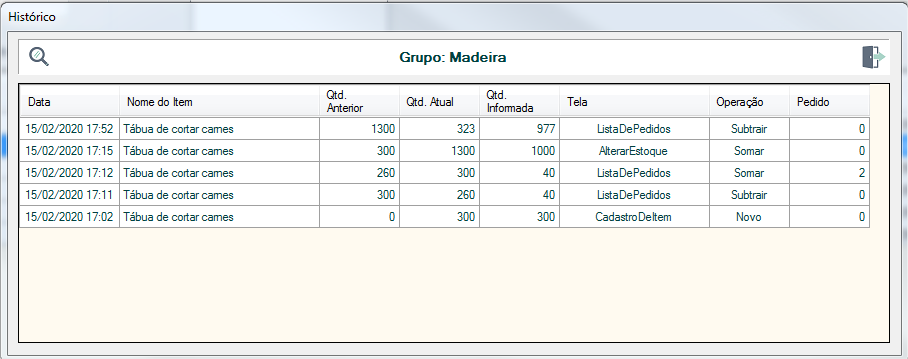 Histórico
Grupo: Madeira
Data Nome do Item Qtd. Anterior Qtd. Atual Qtd. Informada Tela Operação Pedido
15/02/2020 17:52 Tábua de cortar carnes 1300 323 977 ListaDePedidos Subtrair 0
15/02/2020 17:15 Tábua de cortar carnes 300 1300 1000 AlterarEstoque Somar 0
15/02/2020 17:12 Tábua de cortar carnes 260 300 40 ListaDePedidos Somar 2
15/02/2020 17:11 Tábua de cortar carnes 300 260 40 ListaDePedidos Subtrair 0
15/02/2020 17:02 Tábua de cortar carnes 0 300 300 CadastroDeItem Novo 0